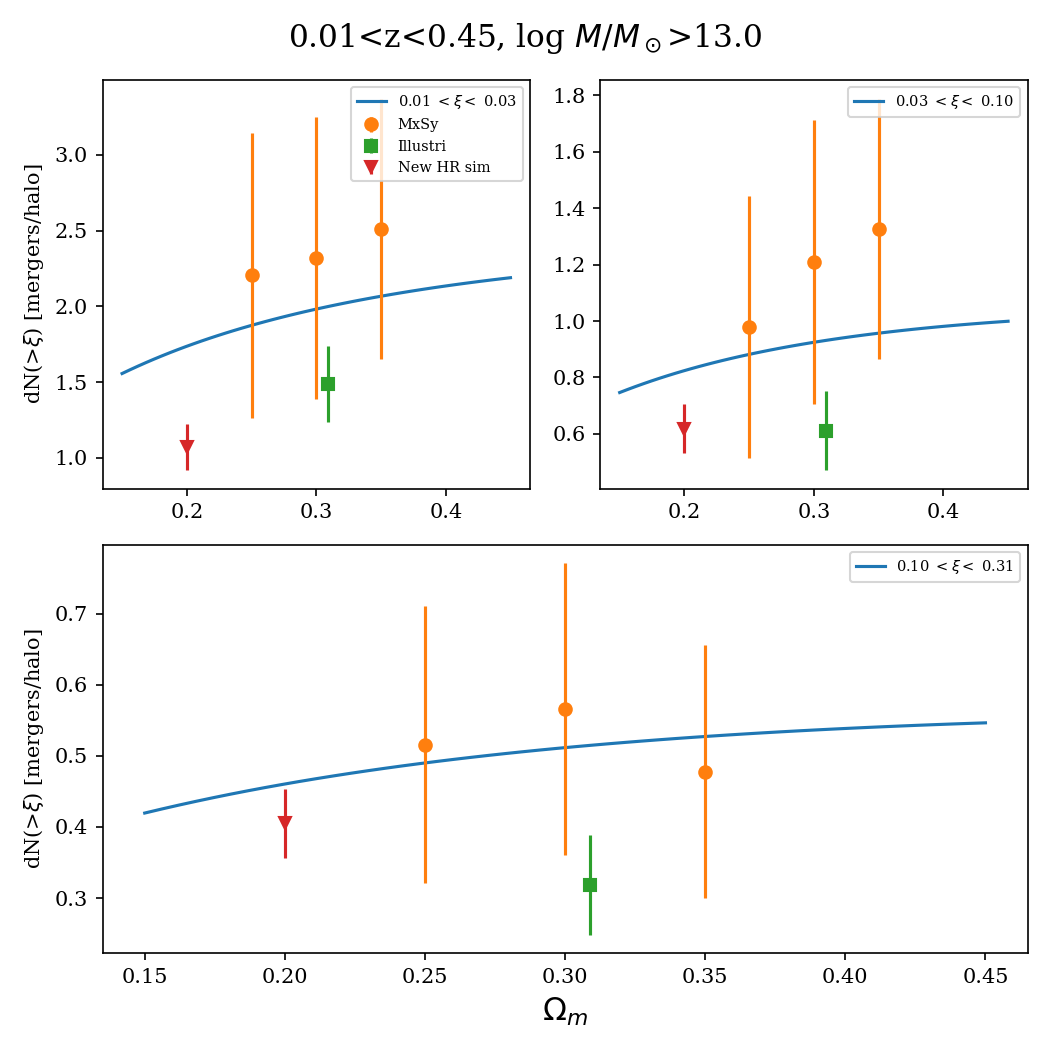 0.01<z<0.45, log M/M⊙>13.0
dN(>ξ) [mergers/halo]
3.0
2.5
2.0
1.5
1.0
0.01 <ξ< 0.03
MxSy
Illustri
New HR sim
0.2 0.3 0.4
1.8
1.6
1.4
1.2
1.0
0.8
0.6
0.03 <ξ< 0.10
0.2 0.3 0.4
dN(>ξ) [mergers/halo]
0.7
0.6
0.5
0.4
0.3
0.10 <ξ< 0.31
0.15 0.20 0.25 0.30 0.35 0.40 0.45
Ωm